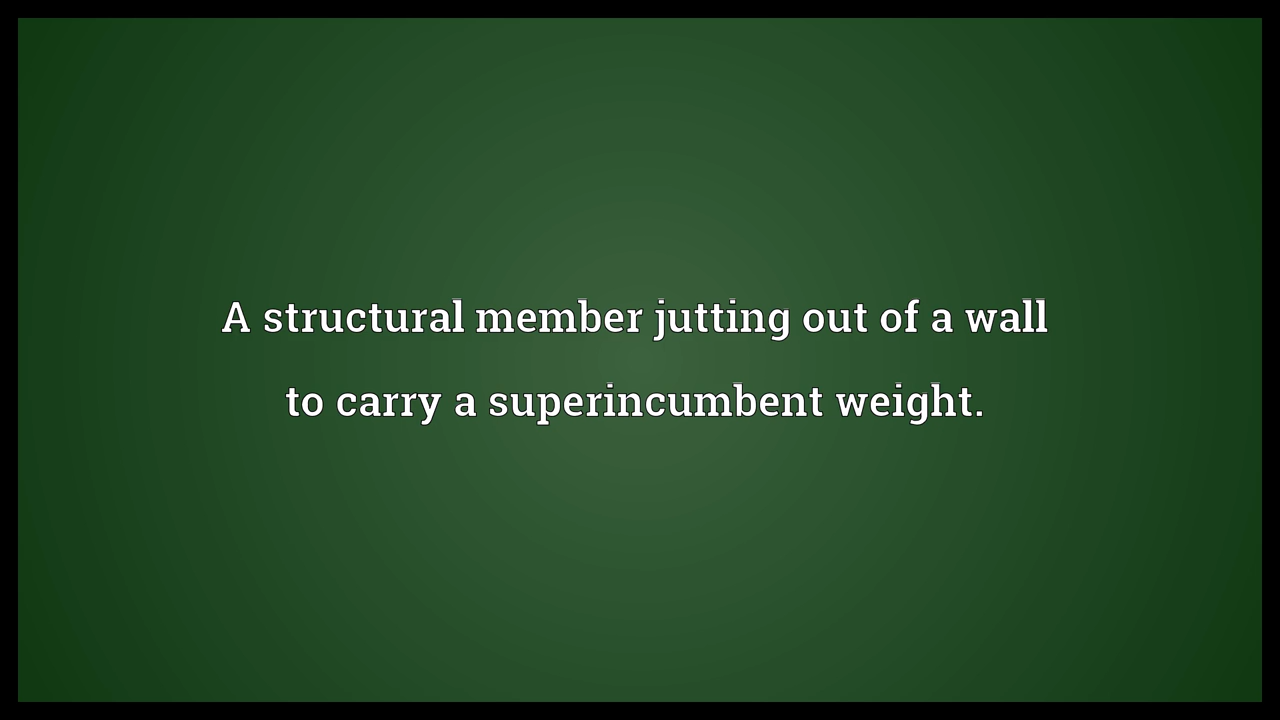 A structural member jutting out of a wall
to carry a superincumbent weight.